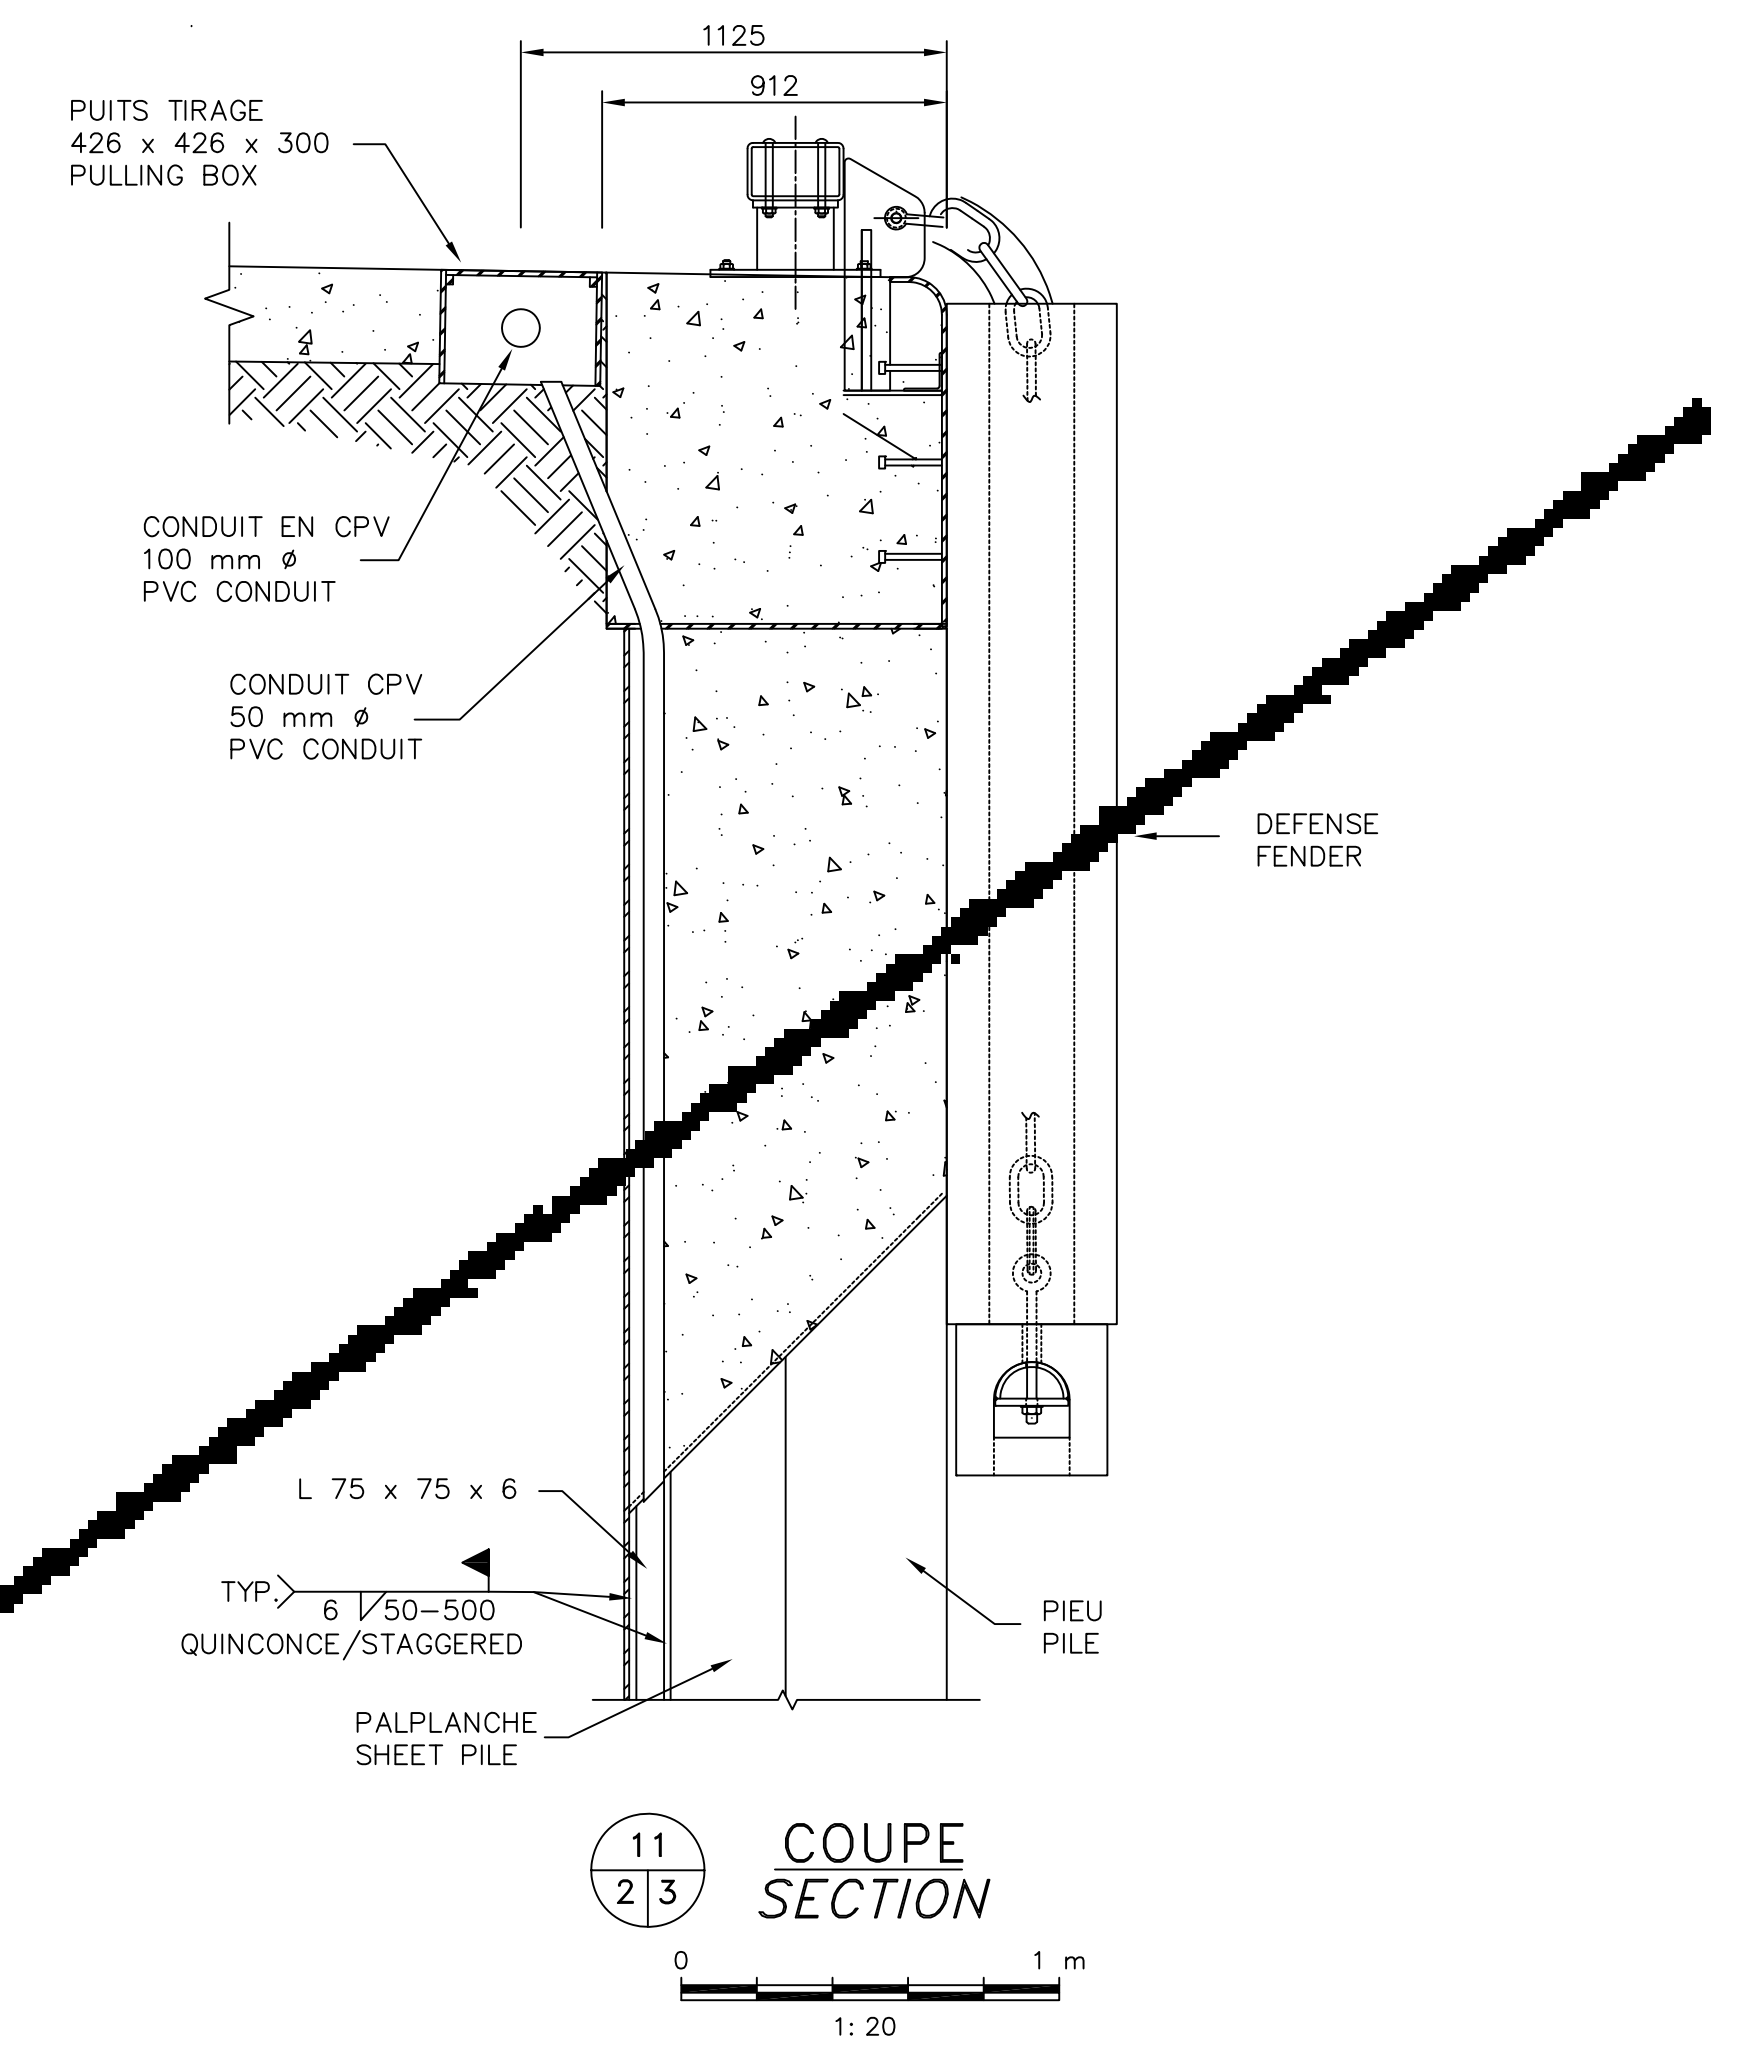 1125
912
PUITS TIRAGE
426 x 426 x 300
PULLING BOX
CONDUIT EN CPV
100 mm Ø
PVC CONDUIT
CONDUIT CPV
50 mm Ø
PVC CONDUIT
DEFENSE
FENDER
L 75 x 75 x 6
TYP.
6 50-500
QUINCONCE/STAGGERED
PIEU
PILE
PALPLANCHE
SHEET PILE
11
2 3
COUPE
SECTION
0 1 m
1:20